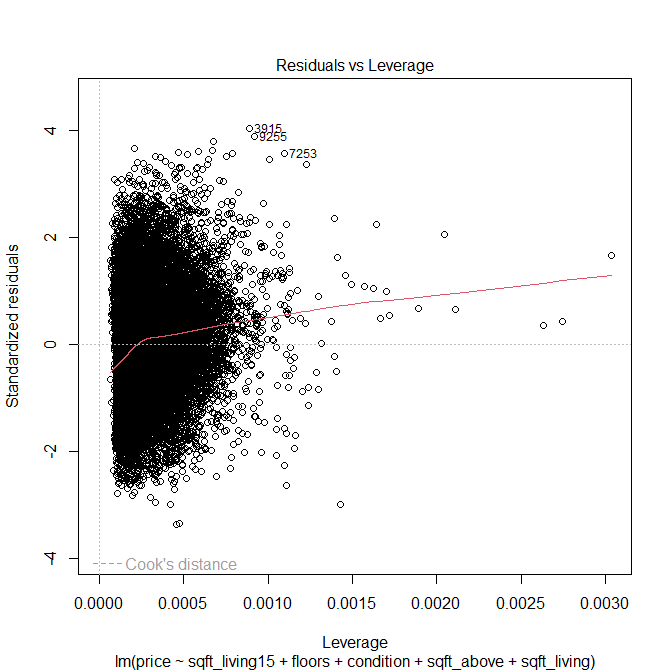 Residuals vs Leverage
3915
9255
7253
Standardized residuals
4
2
0
-2
-4
Cook's distance
0.0000 0.0005 0.0010 0.0015 0.0020 0.0025 0.0030
Leverage
lm(price ~ sqft_living15 + floors + condition + sqft_above + sqft_living)